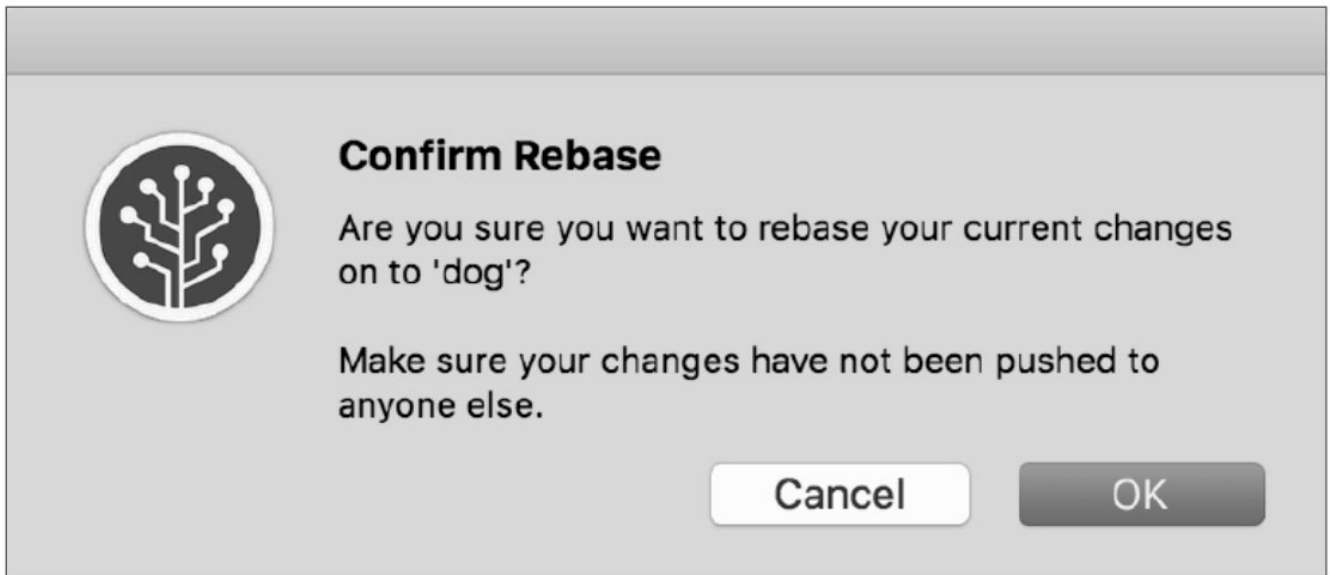 Confirm Rebase
Are you sure you want to rebase your current changes
on to 'dog'?
Make sure your changes have not been pushed to
anyone else.
Cancel OK